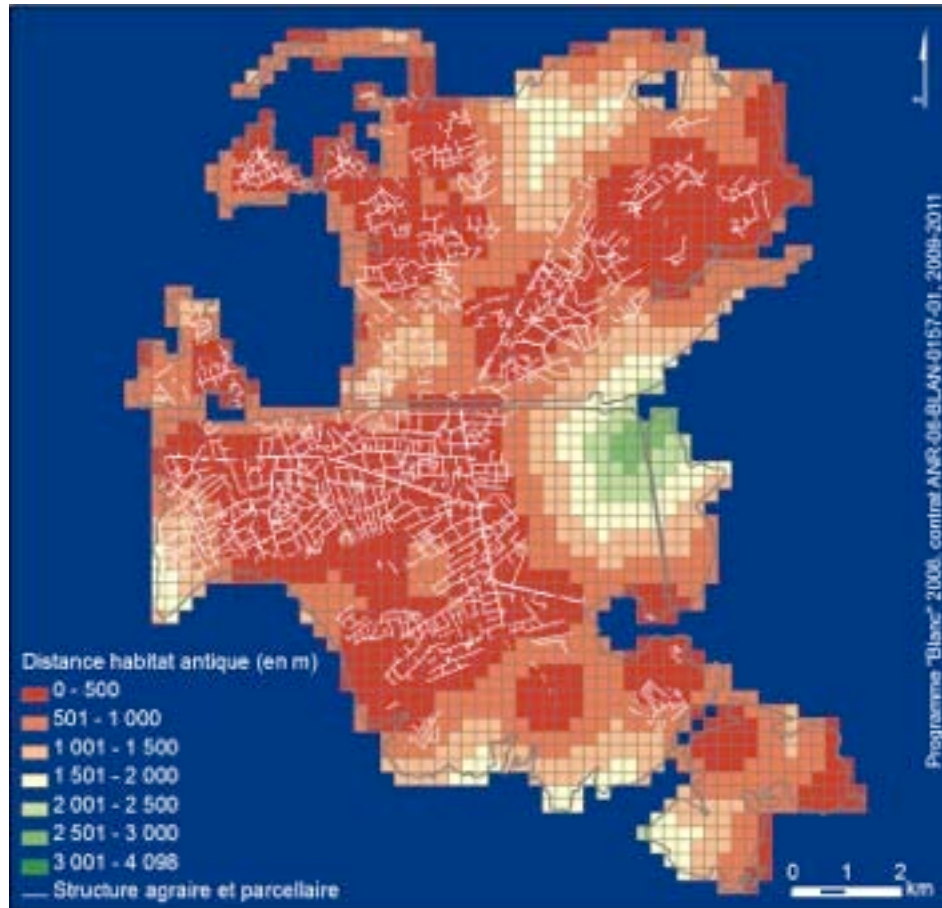 Distance habitat antique (en m)
0 - 500
501 - 1 000
1 001 - 1 500
1 501 - 2 000
2 001 - 2 500
2 501 - 3 000
3 001 - 4 098
Structure agraire et parcellaire
0 1 2
km
Programme "Blanc" 2008, contrat ANR-08-BLAN-0157-01, 2009-2011